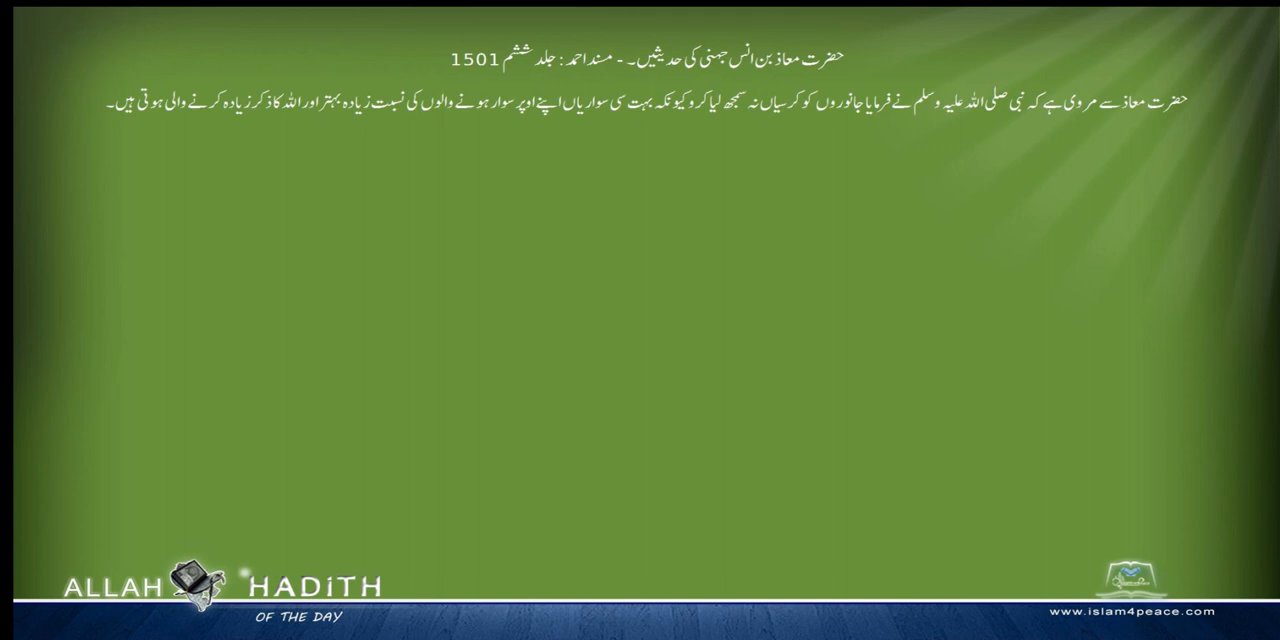 حضرت معاذ بن انس جہنی کی حدیثیں۔ - مسند احمد: جلد ششم 1501
حضرت معاذ سے مروی ہے کہ نبی صلی اللہ علیہ وسلم نے فرمایا جانوروں کو کرسیاں نہ سمجھ لیا کرو کیونکہ بہت سی سواریاں اپنے اوپر سوار ہونے والوں کی نسبت زیادہ بہتر اور اللہ کا ذکر زیادہ کرنے والی ہوتی ہیں۔
ALLAH HADiTH
OF THE DAY
www.islam4peace.com